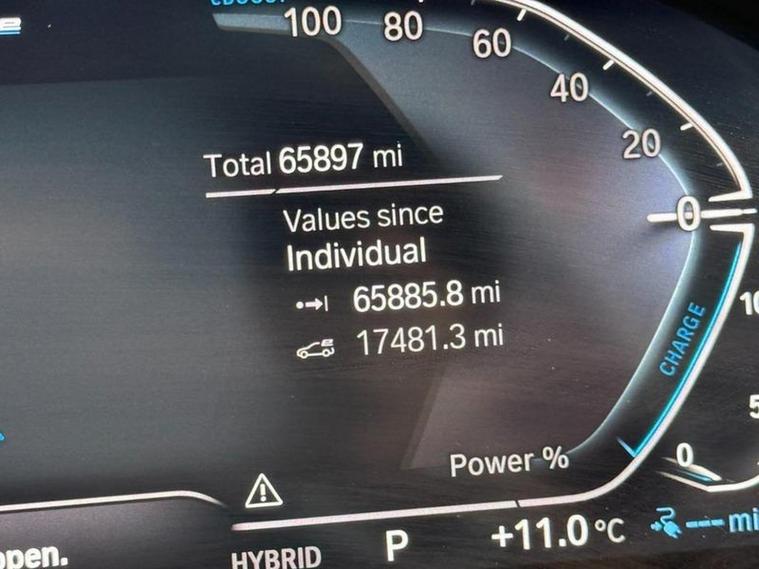 100 80 60 40 20 0
Total 65897 mi
Values since
Individual
65885.8 mi
17481.3 mi
CHARGE
Power %
0
P
+11.0 °C
--- mi
HYBRID